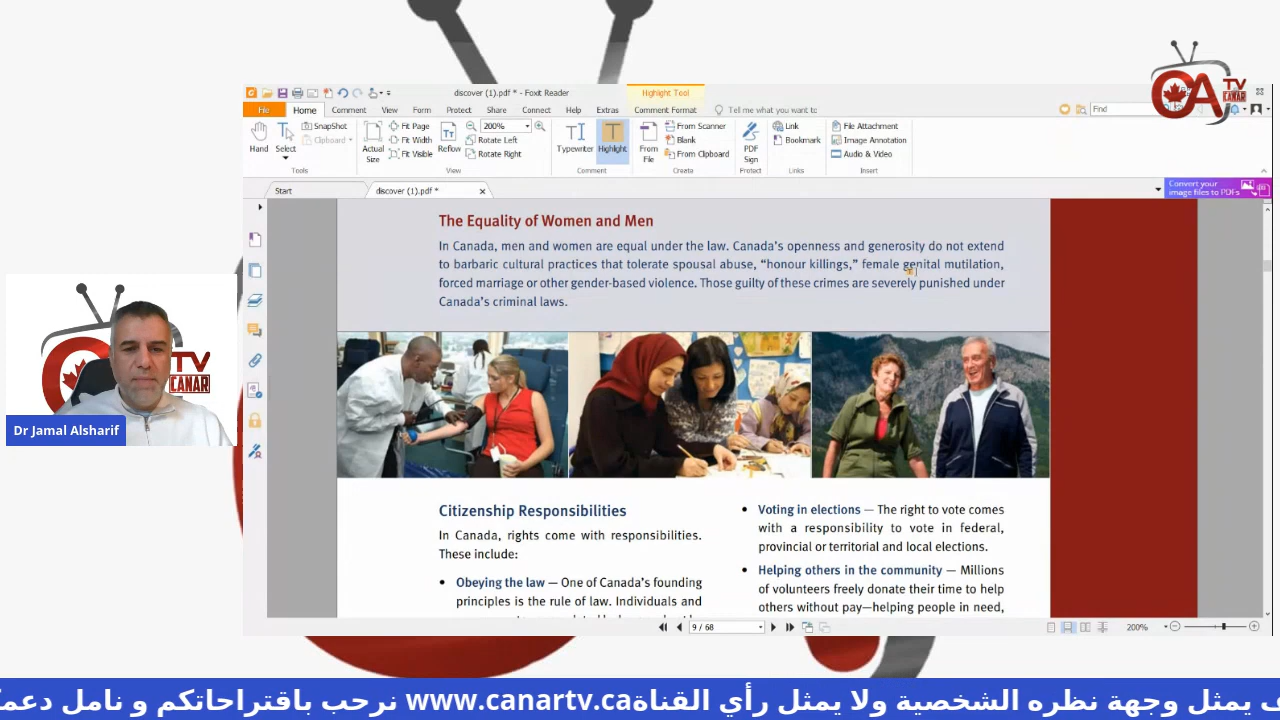 TV
CANAR
discover (1).pdf * - Foxit Reader
Highlight Tool
File
Home
Comment
View
Form
Protect
Share
Connect
Help
Extras
Comment Format
Tell me what you want to
Find
Hand
Select
SnapShot
Clipboard
Tools
Actual Size
Fit Page
Fit Width
Fit Visible
Reflow
200%
Rotate Left
Rotate Right
View
Typewriter
Highlight
Comment
From File
From Scanner
Blank
From Clipboard
Create
PDF Sign
Protect
Link
Bookmark
Links
File Attachment
Image Annotation
Audio & Video
Insert
Start
discover (1).pdf *
Convert your
image files to PDFs
The Equality of Women and Men
In Canada, men and women are equal under the law. Canada's openness and generosity do not extend
to barbaric cultural practices that tolerate spousal abuse, “honour killings,” female genital mutilation,
forced marriage or other gender-based violence. Those guilty of these crimes are severely punished under
Canada's criminal laws.
Citizenship Responsibilities
In Canada, rights come with responsibilities.
These include:
• Obeying the law — One of Canada's founding
principles is the rule of law. Individuals and
• Voting in elections — The right to vote comes
with a responsibility to vote in federal,
provincial or territorial and local elections.
• Helping others in the community — Millions
of volunteers freely donate their time to help
others without pay—helping people in need,
9 / 68
200%
TV
CANAR
Dr Jamal Alsharif
يمثل وجهة نظره الشخصية ولا يمثل رأي القناة www.canartv.ca نرحب باقتراحاتكم و نامل